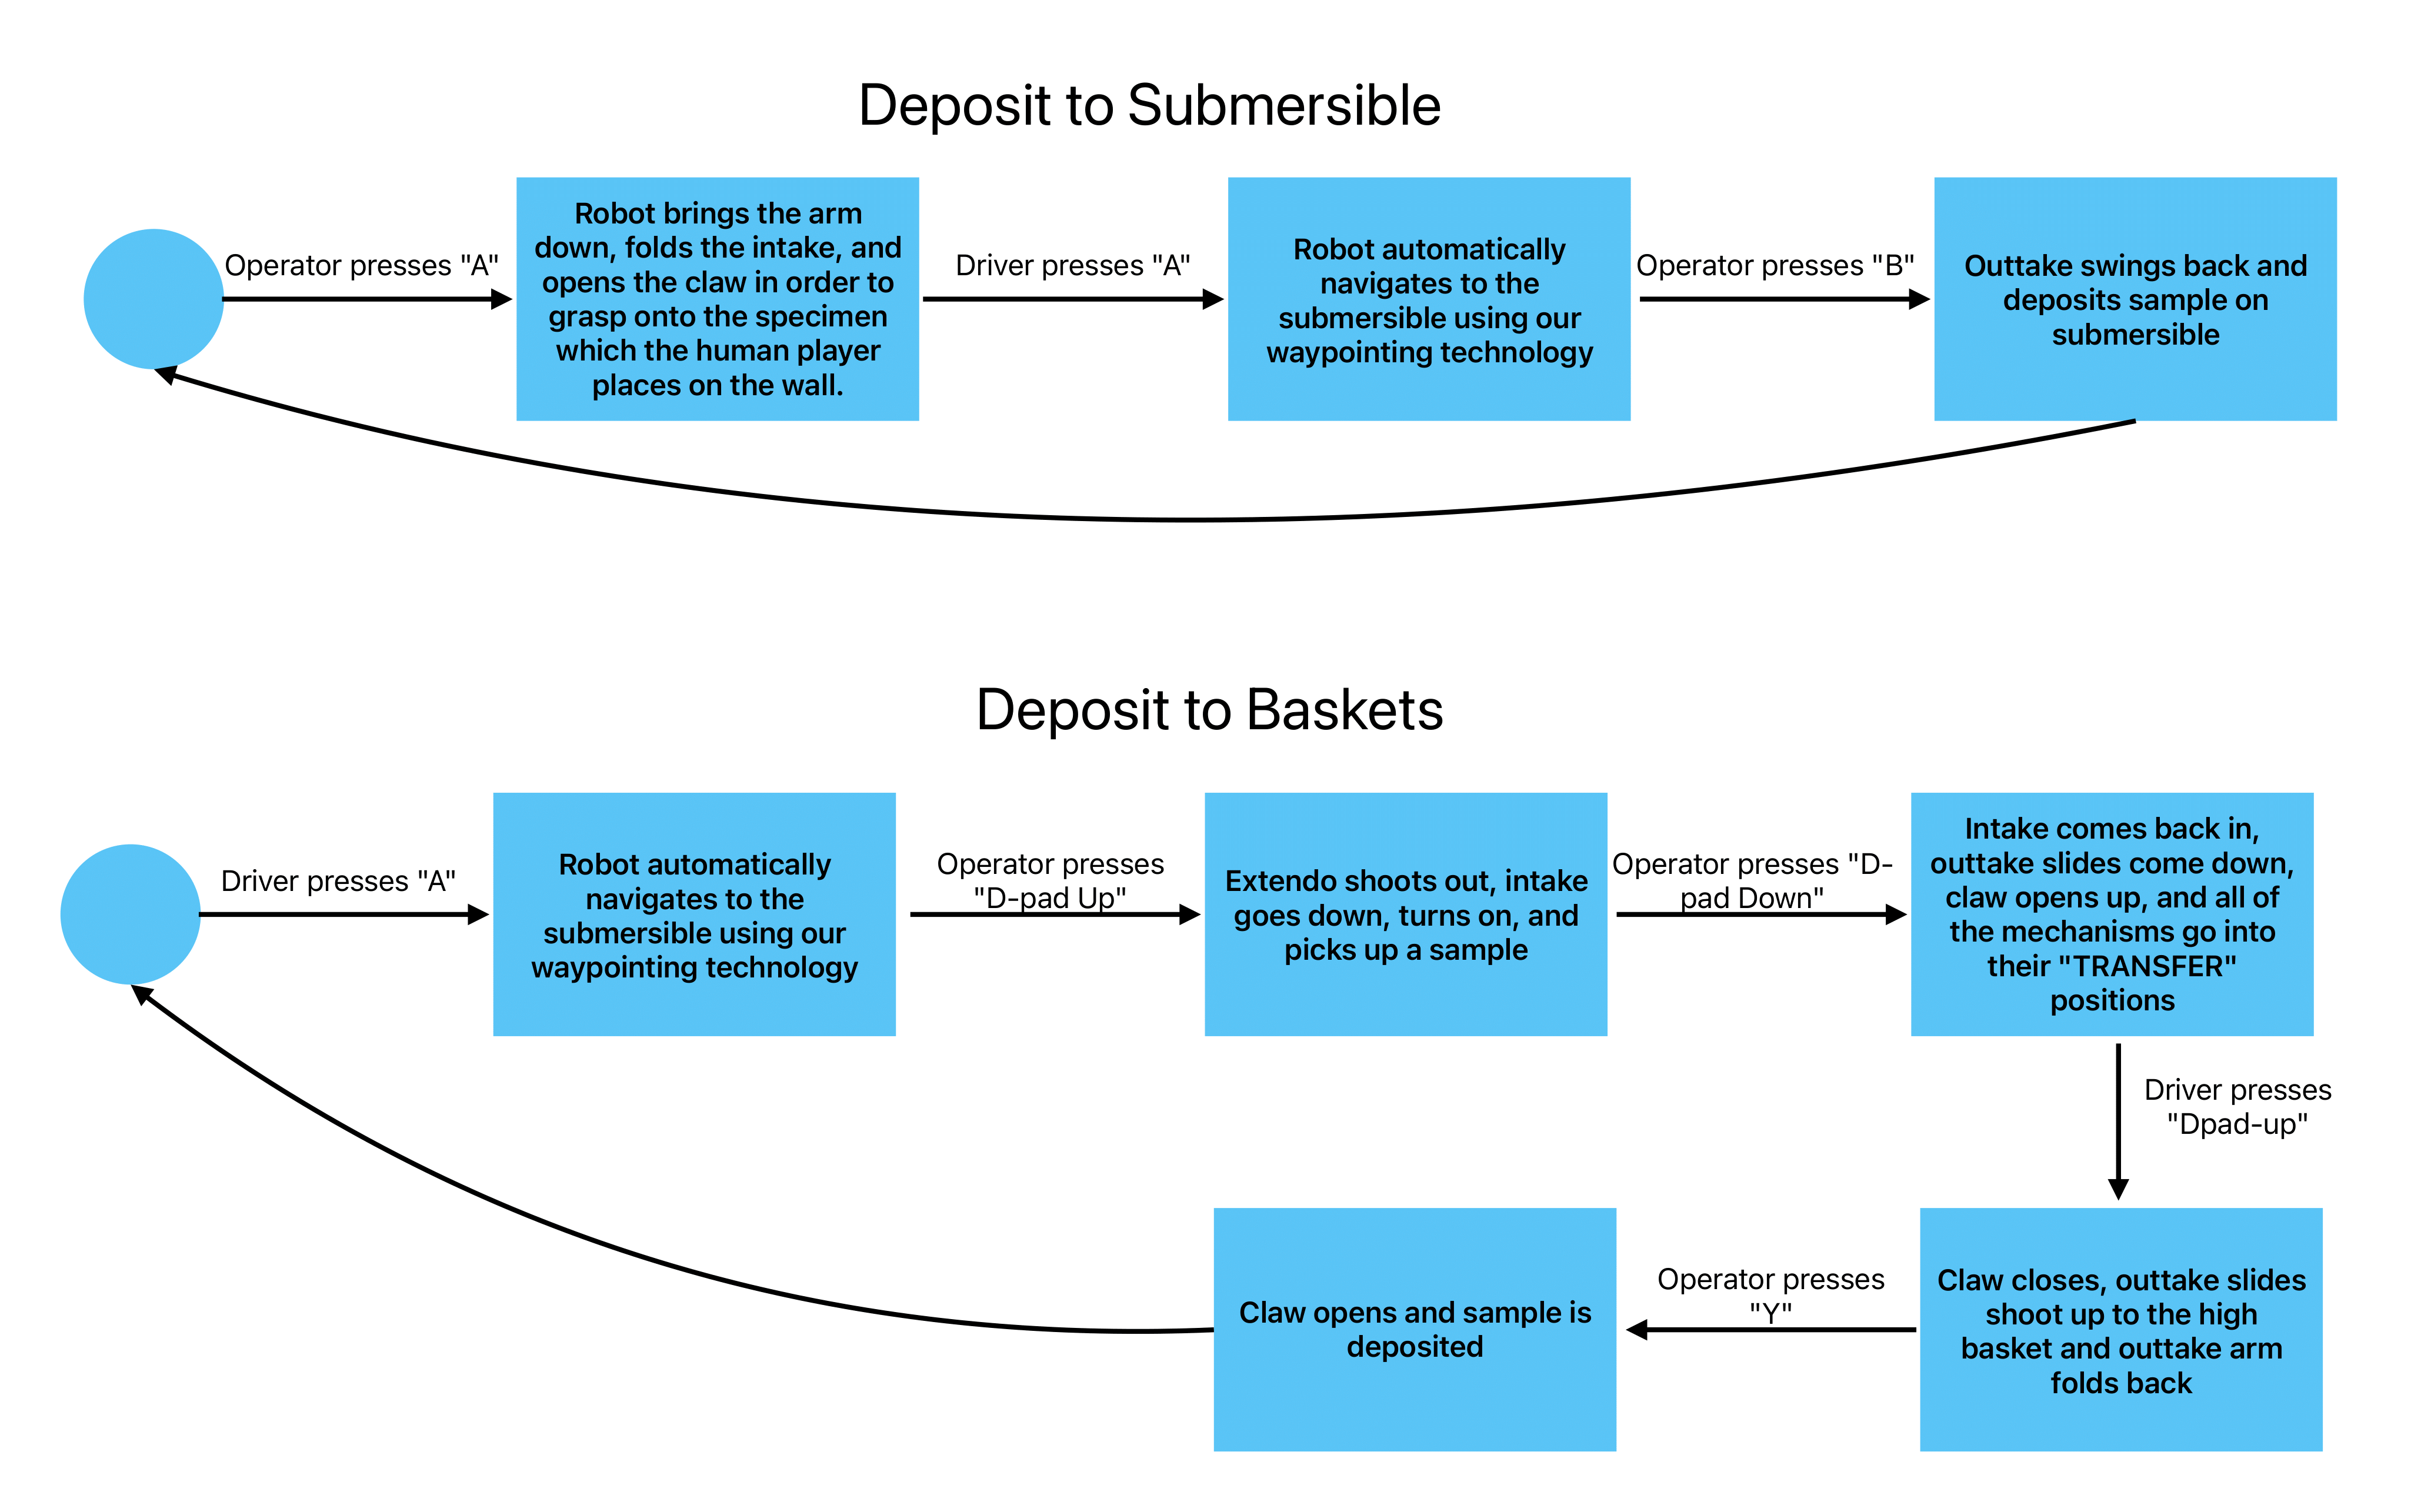 Deposit to Submersible
Operator presses "A"
Robot brings the arm
down, folds the intake, and
opens the claw in order to
grasp onto the specimen
which the human player
places on the wall.
Driver presses "A"
Robot automatically
navigates to the
submersible using our
waypointing technology
Operator presses "B"
Outtake swings back and
deposits sample on
submersible
Deposit to Baskets
Driver presses "A"
Robot automatically
navigates to the
submersible using our
waypointing technology
Operator presses
"D-pad Up"
Extendo shoots out, intake
goes down, turns on, and
picks up a sample
Operator presses "D-
pad Down"
Intake comes back in,
outtake slides come down,
claw opens up, and all of
the mechanisms go into
their "TRANSFER"
positions
Driver presses
"Dpad-up"
Claw closes, outtake slides
shoot up to the high
basket and outtake arm
folds back
Operator presses
"Y"
Claw opens and sample is
deposited